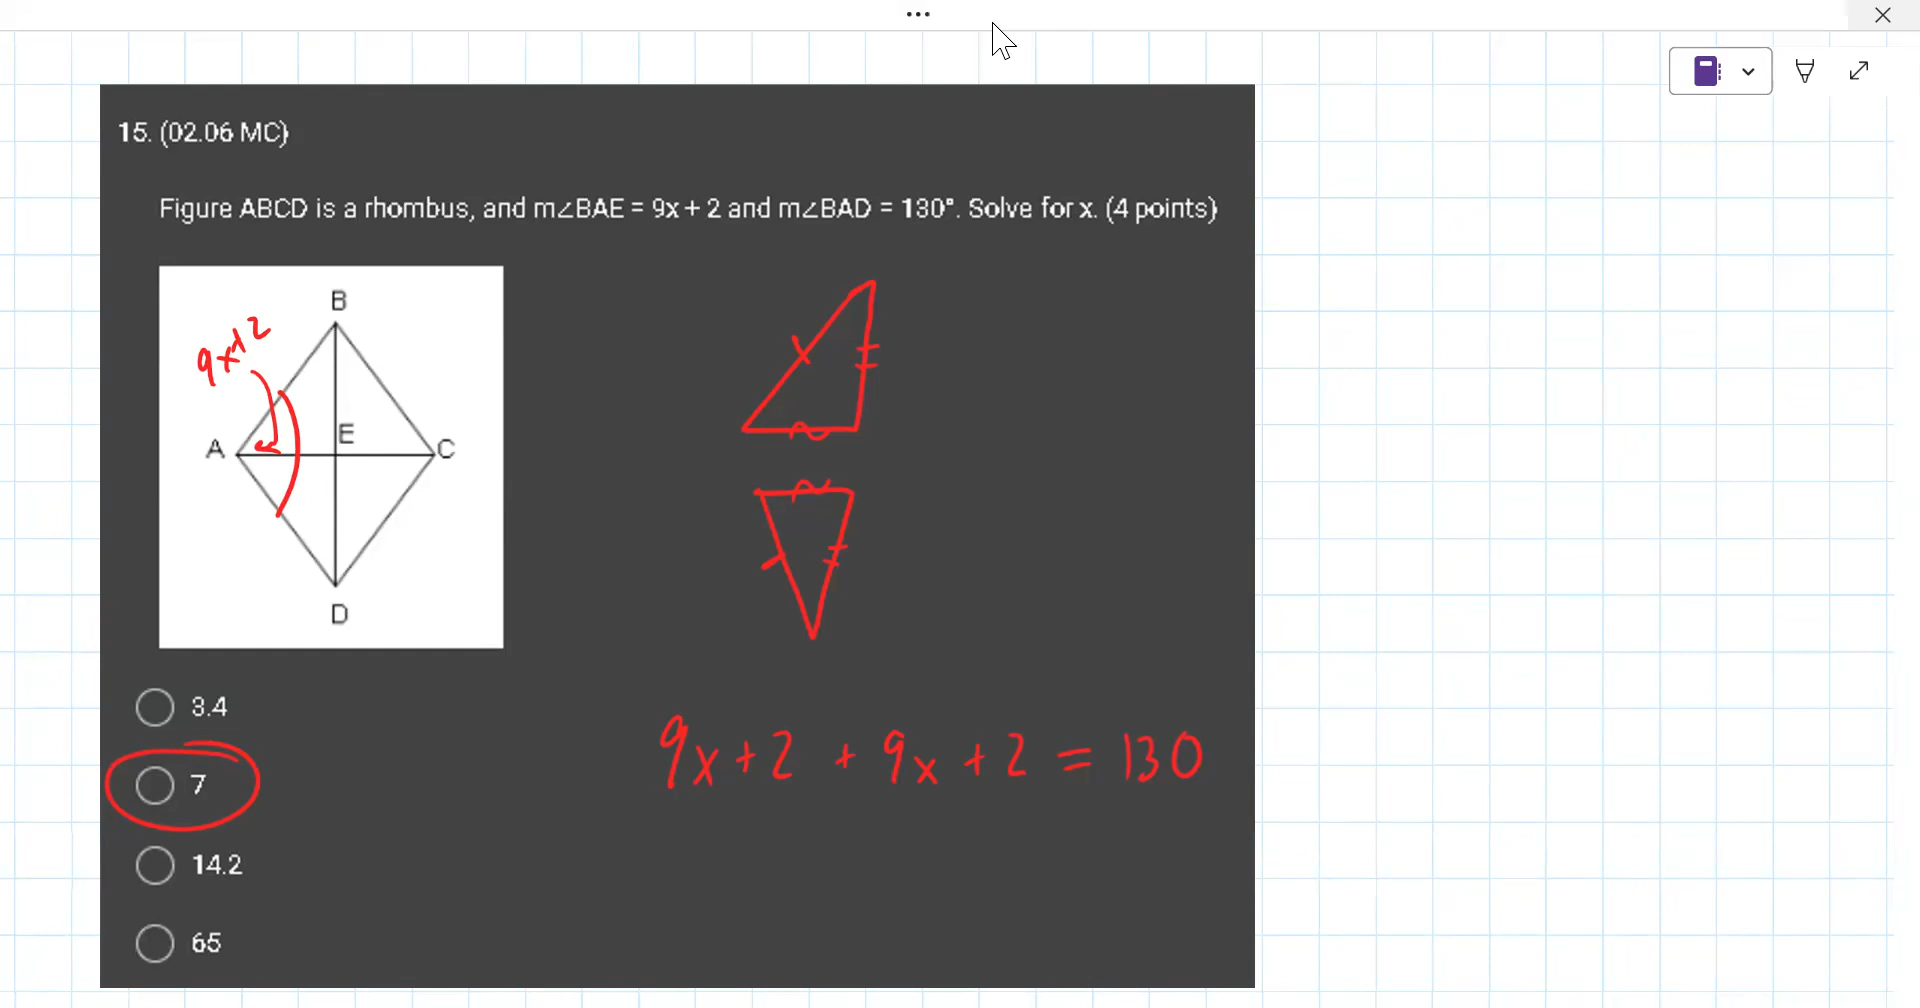 15. (02.06 MC)
Figure ABCD is a rhombus, and m∠BAE = 9x + 2 and m∠BAD = 130°. Solve for x. (4 points)
B
9x+2
E
A
C
D
3.4
7
14.2
65
9x+2 + 9x+2 = 130